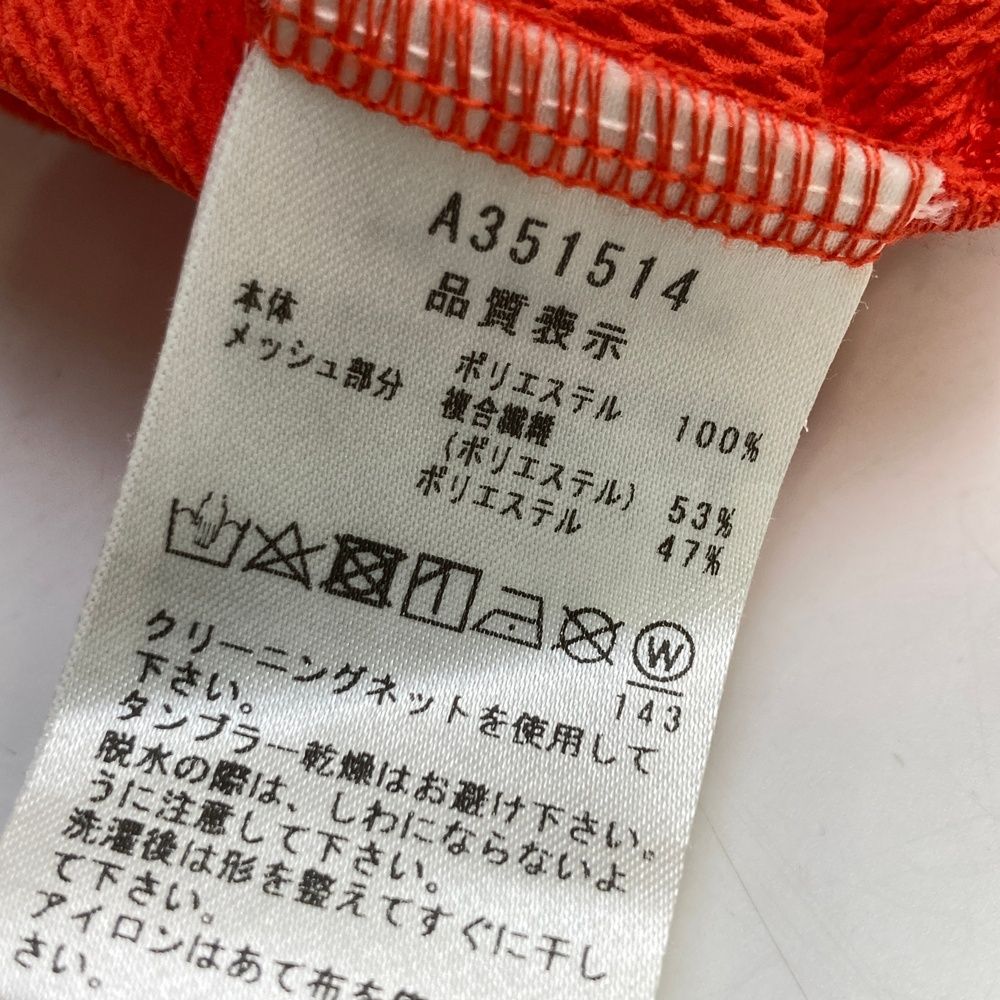 A351514
品質表示
本体 ポリエステル 100%
メッシュ部分 複合繊維
(ポリエステル) 53%
ポリエステル 47%
W
143
クリーニングネットを使用して
下さい。
タンブラー乾燥はお避け下さい。
脱水の際は、しわにならないよ
うに注意して下さい。
洗濯後は形を整えてすぐに干し
て下さい。
アイロンはあて布を使
さい。